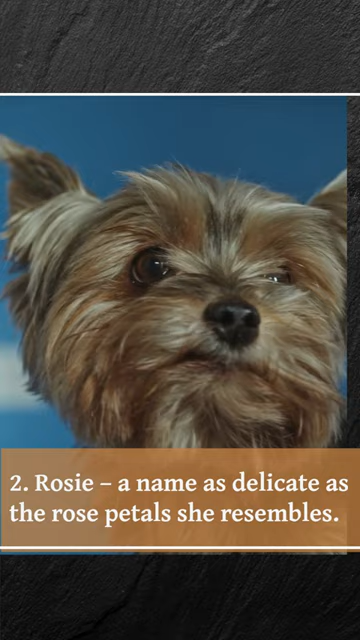 2. Rosie – a name as delicate as
the rose petals she resembles.